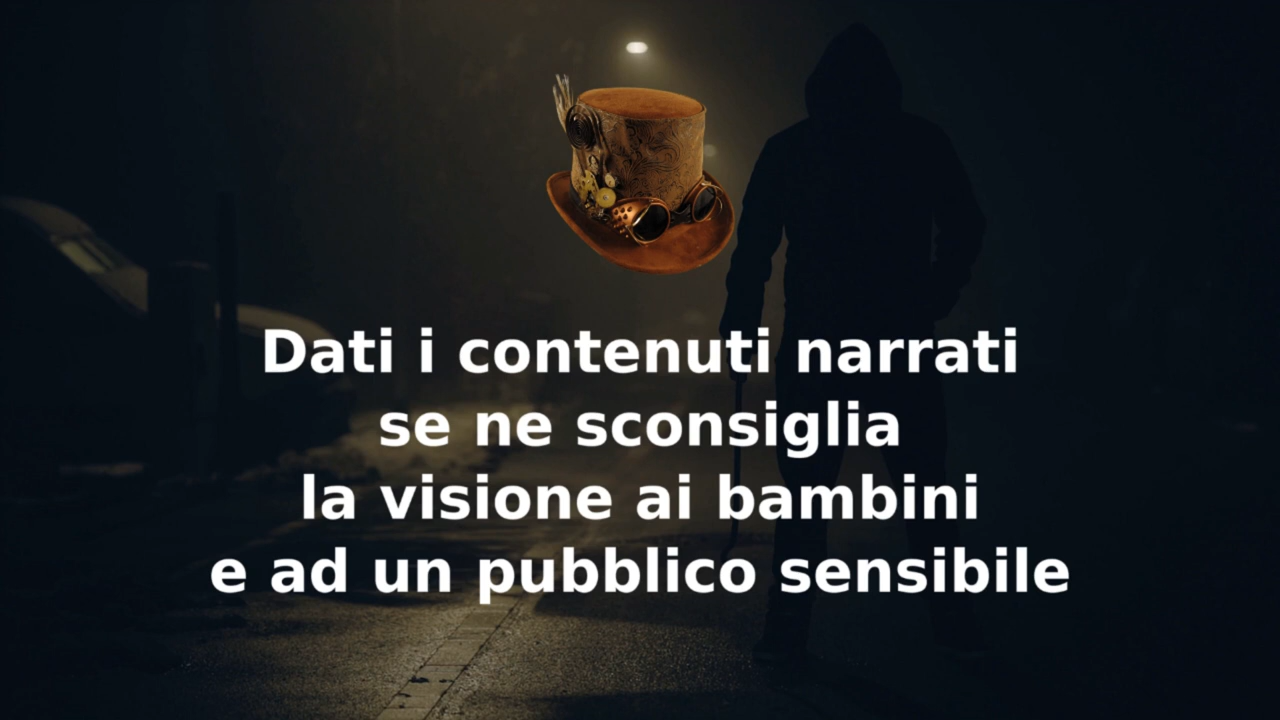 Dati i contenuti narrati
se ne sconsiglia
la visione ai bambini
e ad un pubblico sensibile